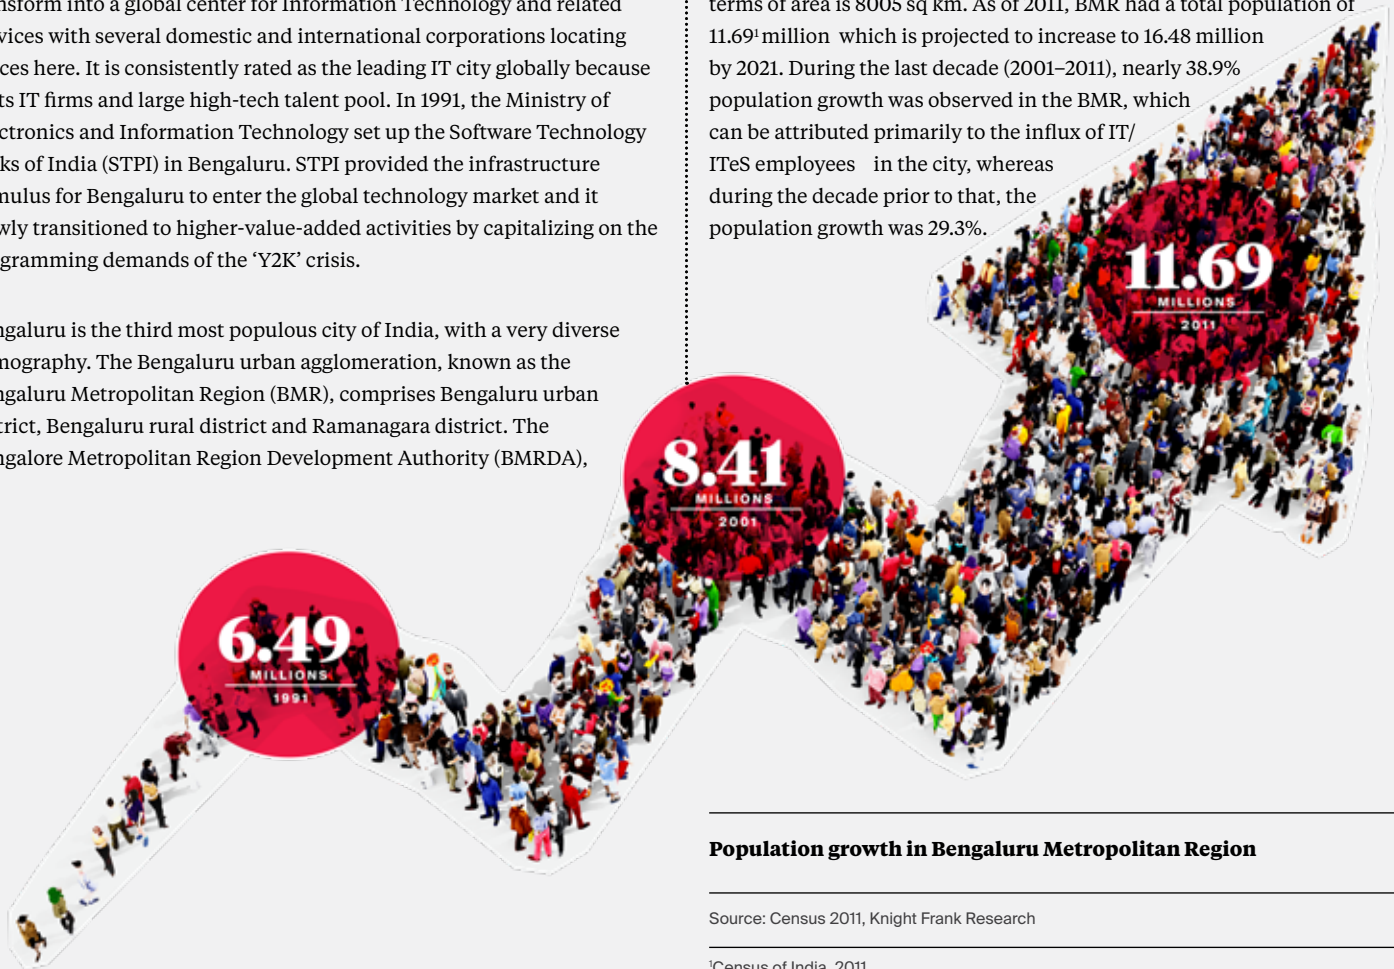 nsform into a global center for Information Technology and related
vices with several domestic and international corporations locating
ces here. It is consistently rated as the leading IT city globally because
ts IT firms and large high-tech talent pool. In 1991, the Ministry of
ctronics and Information Technology set up the Software Technology
ks of India (STPI) in Bengaluru. STPI provided the infrastructure
mulus for Bengaluru to enter the global technology market and it
wly transitioned to higher-value-added activities by capitalizing on the
gramming demands of the ‘Y2K’ crisis.
ngaluru is the third most populous city of India, with a very diverse
mography. The Bengaluru urban agglomeration, known as the
ngaluru Metropolitan Region (BMR), comprises Bengaluru urban
trict, Bengaluru rural district and Ramanagara district. The
ngalore Metropolitan Region Development Authority (BMRDA),
terms of area is 8005 sq km. As of 2011, BMR had a total population of
11.69¹ million which is projected to increase to 16.48 million
by 2021. During the last decade (2001–2011), nearly 38.9%
population growth was observed in the BMR, which
can be attributed primarily to the influx of IT/
ITeS employees in the city, whereas
during the decade prior to that, the
population growth was 29.3%.
6.49
MILLIONS
1991
8.41
MILLIONS
2001
11.69
MILLIONS
2011
Population growth in Bengaluru Metropolitan Region
Source: Census 2011, Knight Frank Research
¹Census of India, 2011